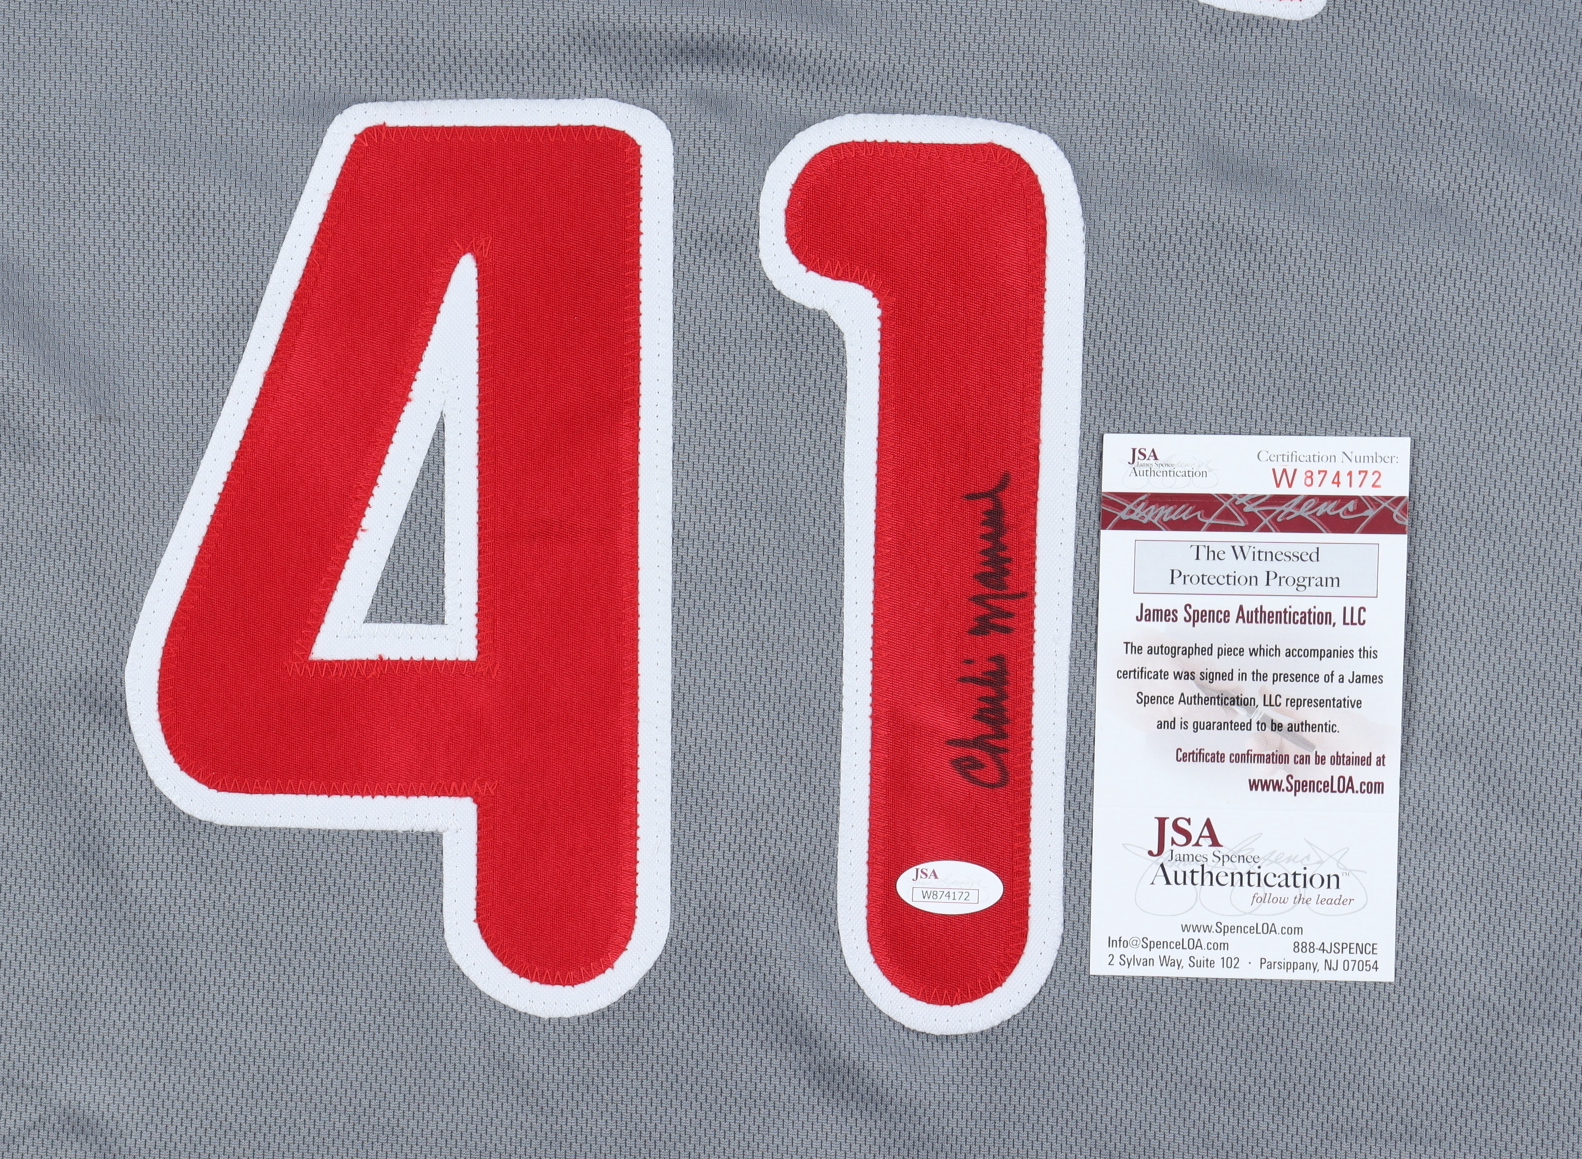 41
Charlie Manuel
JSA
W874172
JSA
James Spence
Authentication
Certification Number:
W 874172
James Spence
The Witnessed
Protection Program
James Spence Authentication, LLC
The autographed piece which accompanies this
certificate was signed in the presence of a James
Spence Authentication, LLC representative
and is guaranteed to be authentic.
Certificate confirmation can be obtained at
www.SpenceLOA.com
JSA
James Spence
Authentication™
follow the leader
www.SpenceLOA.com
Info@SpenceLOA.com 888-4JSPENCE
2 Sylvan Way, Suite 102 · Parsippany, NJ 07054